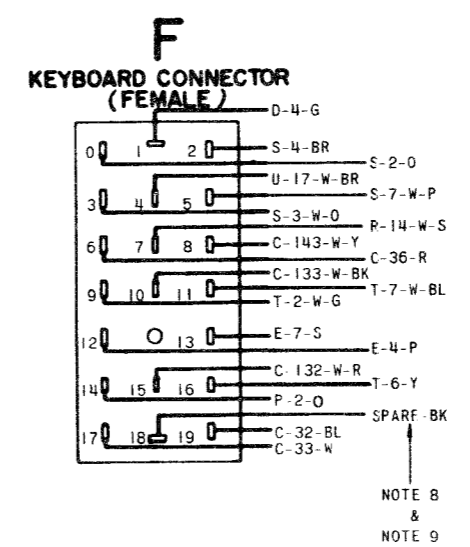 F
KEYBOARD CONNECTOR
(FEMALE)
D-4-G
0 1 2
S-4-BR
S-2-O
U-17-W-BR
3 4 5
S-7-W-P
S-3-W-O
R-14-W-S
6 7 8
C-143-W-Y
C-36-R
C-133-W-BK
9 10 11
T-7-W-BL
T-2-W-G
12 13
E-7-S
E-4-P
C-132-W-R
14 15 16
T-6-Y
P-2-O
SPARE-BK
17 18 19
C-32-BL
C-33-W
NOTE 8
&
NOTE 9